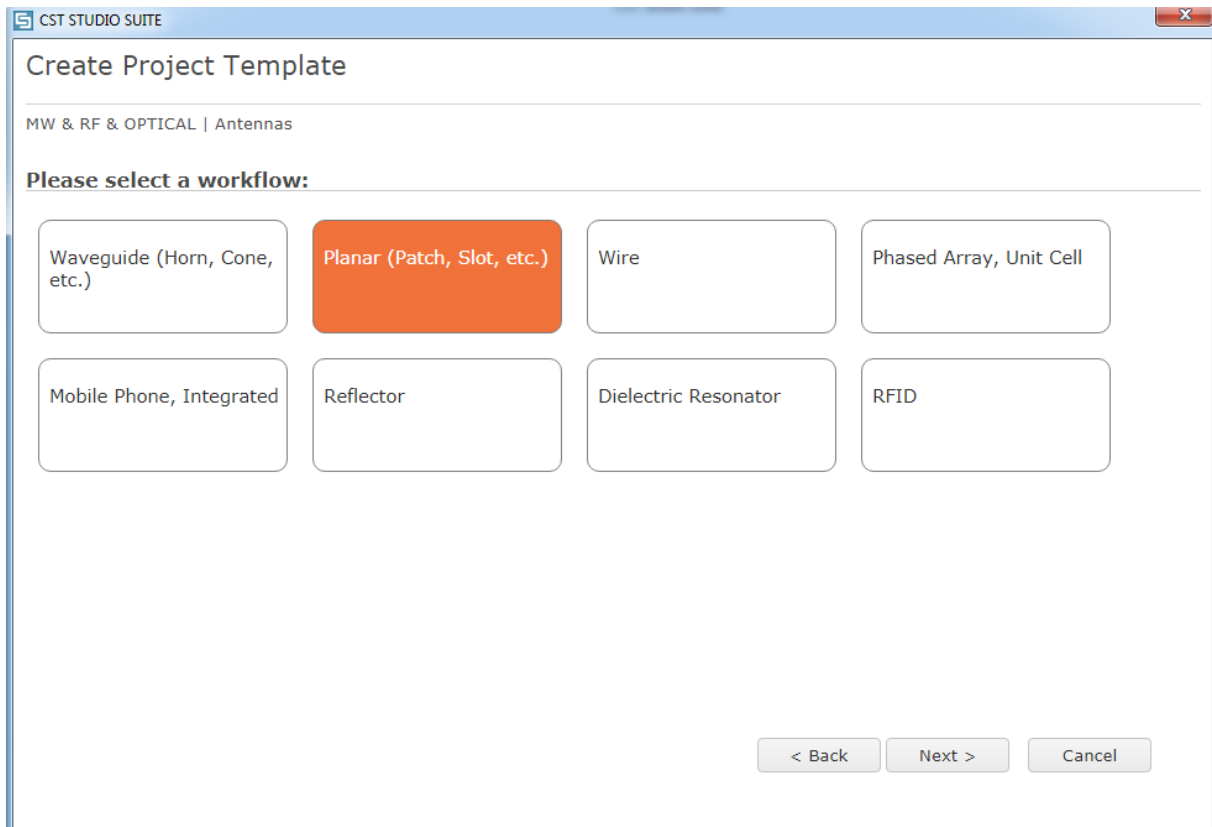 CST STUDIO SUITE
Create Project Template
MW & RF & OPTICAL | Antennas
Please select a workflow:
Waveguide (Horn, Cone,
etc.)
Planar (Patch, Slot, etc.)
Wire
Phased Array, Unit Cell
Mobile Phone, Integrated
Reflector
Dielectric Resonator
RFID
< Back
Next >
Cancel